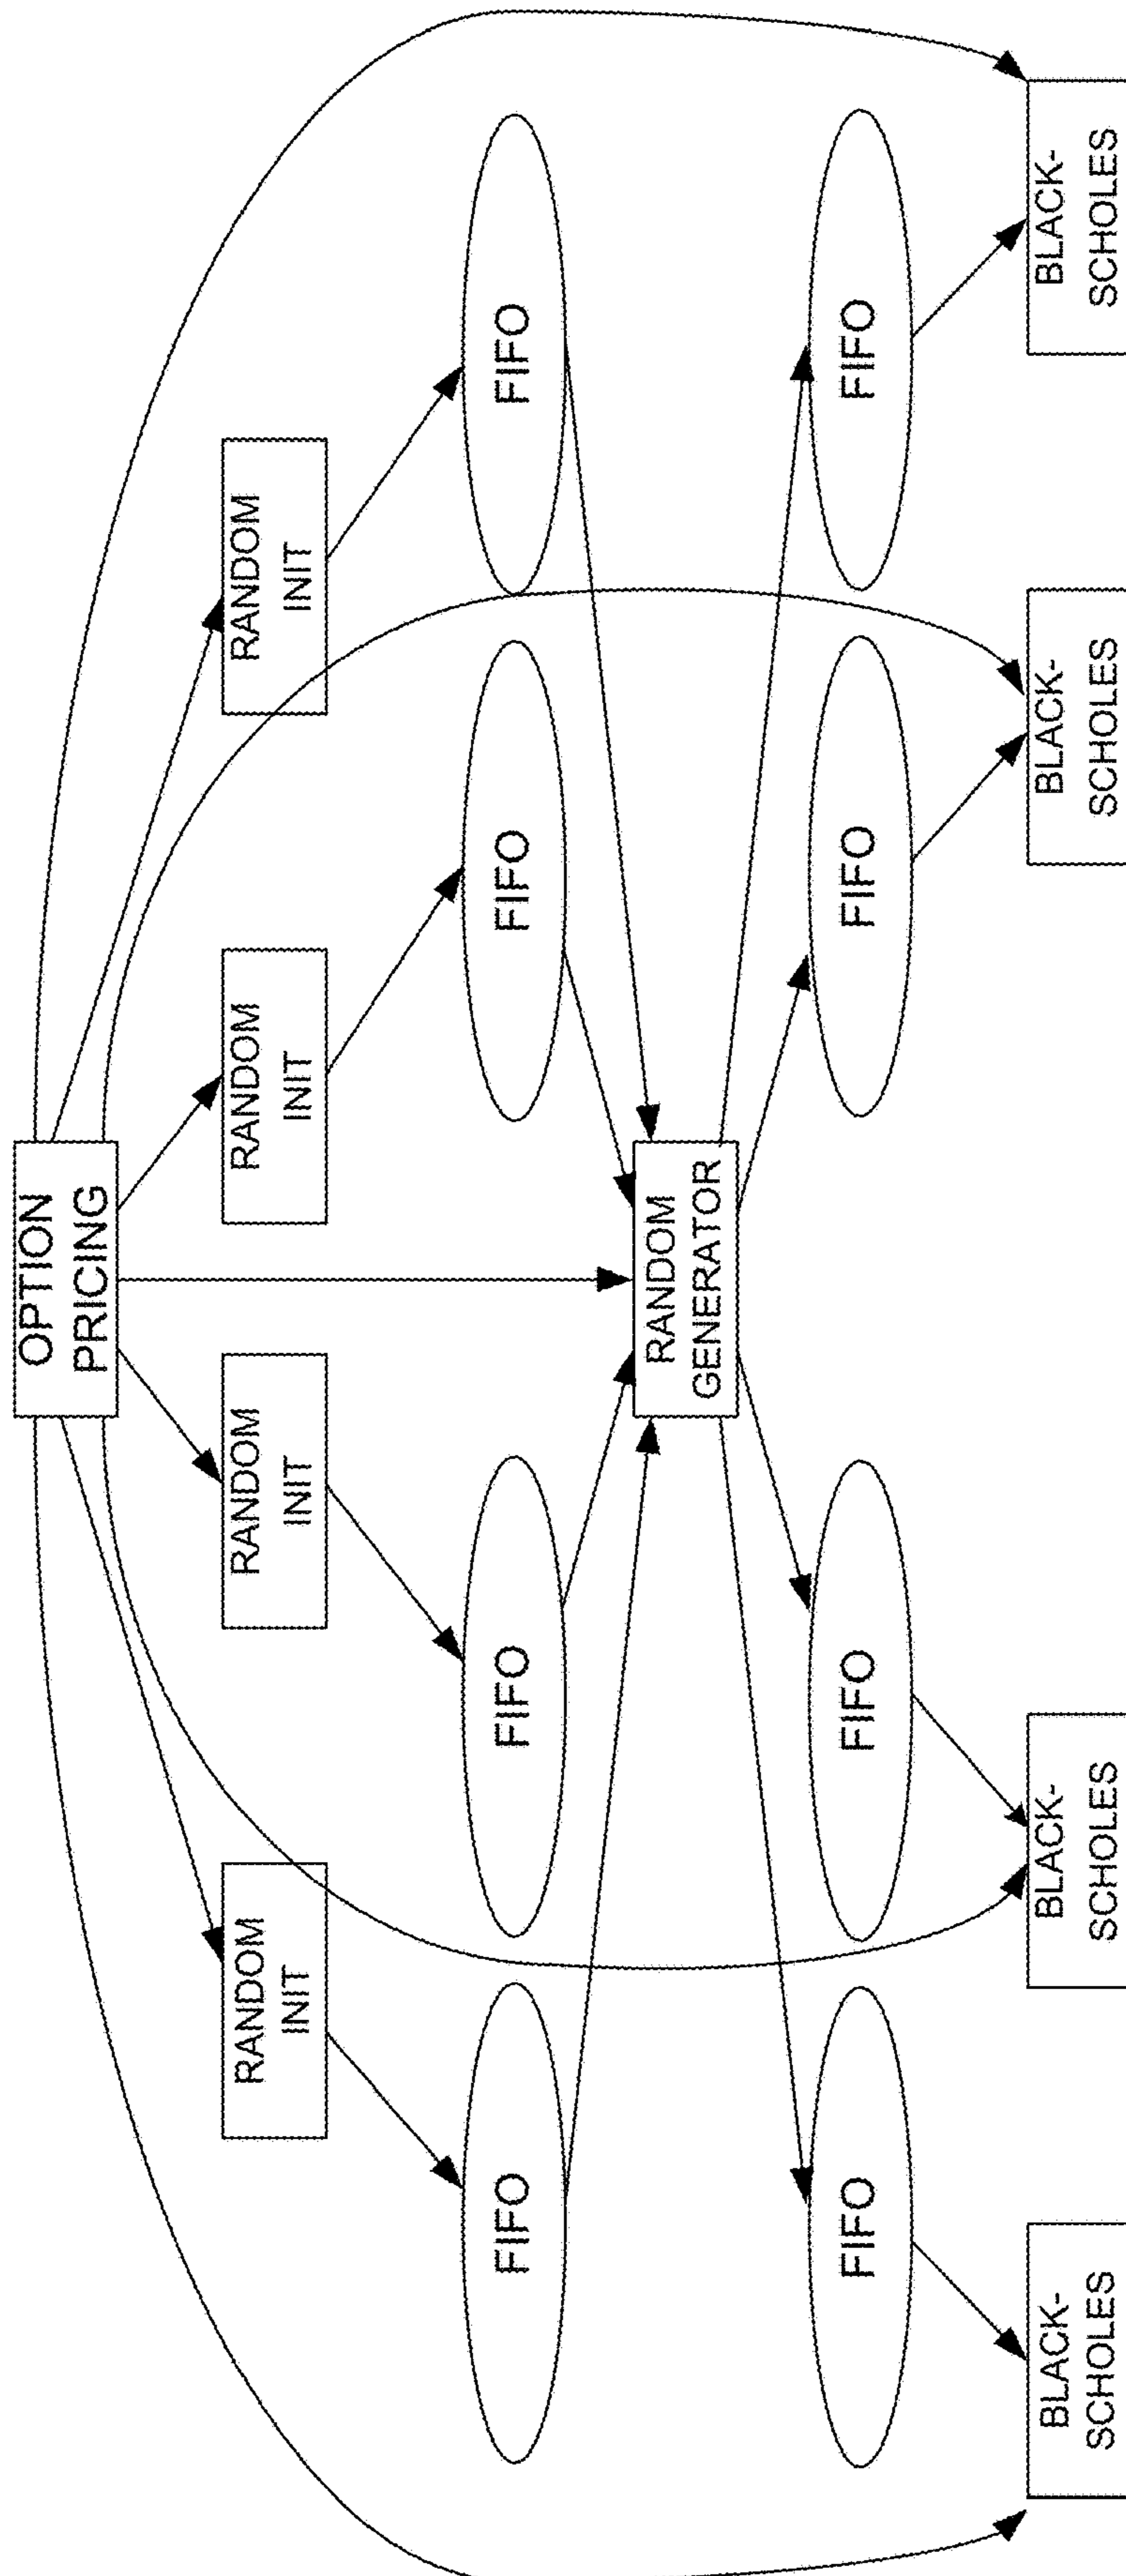 OPTION
PRICING
RANDOM
INIT
RANDOM
INIT
RANDOM
INIT
RANDOM
INIT
FIFO
FIFO
FIFO
FIFO
RANDOM
GENERATOR
FIFO
FIFO
FIFO
FIFO
BLACK-
SCHOLES
BLACK-
SCHOLES
BLACK-
SCHOLES
BLACK-
SCHOLES